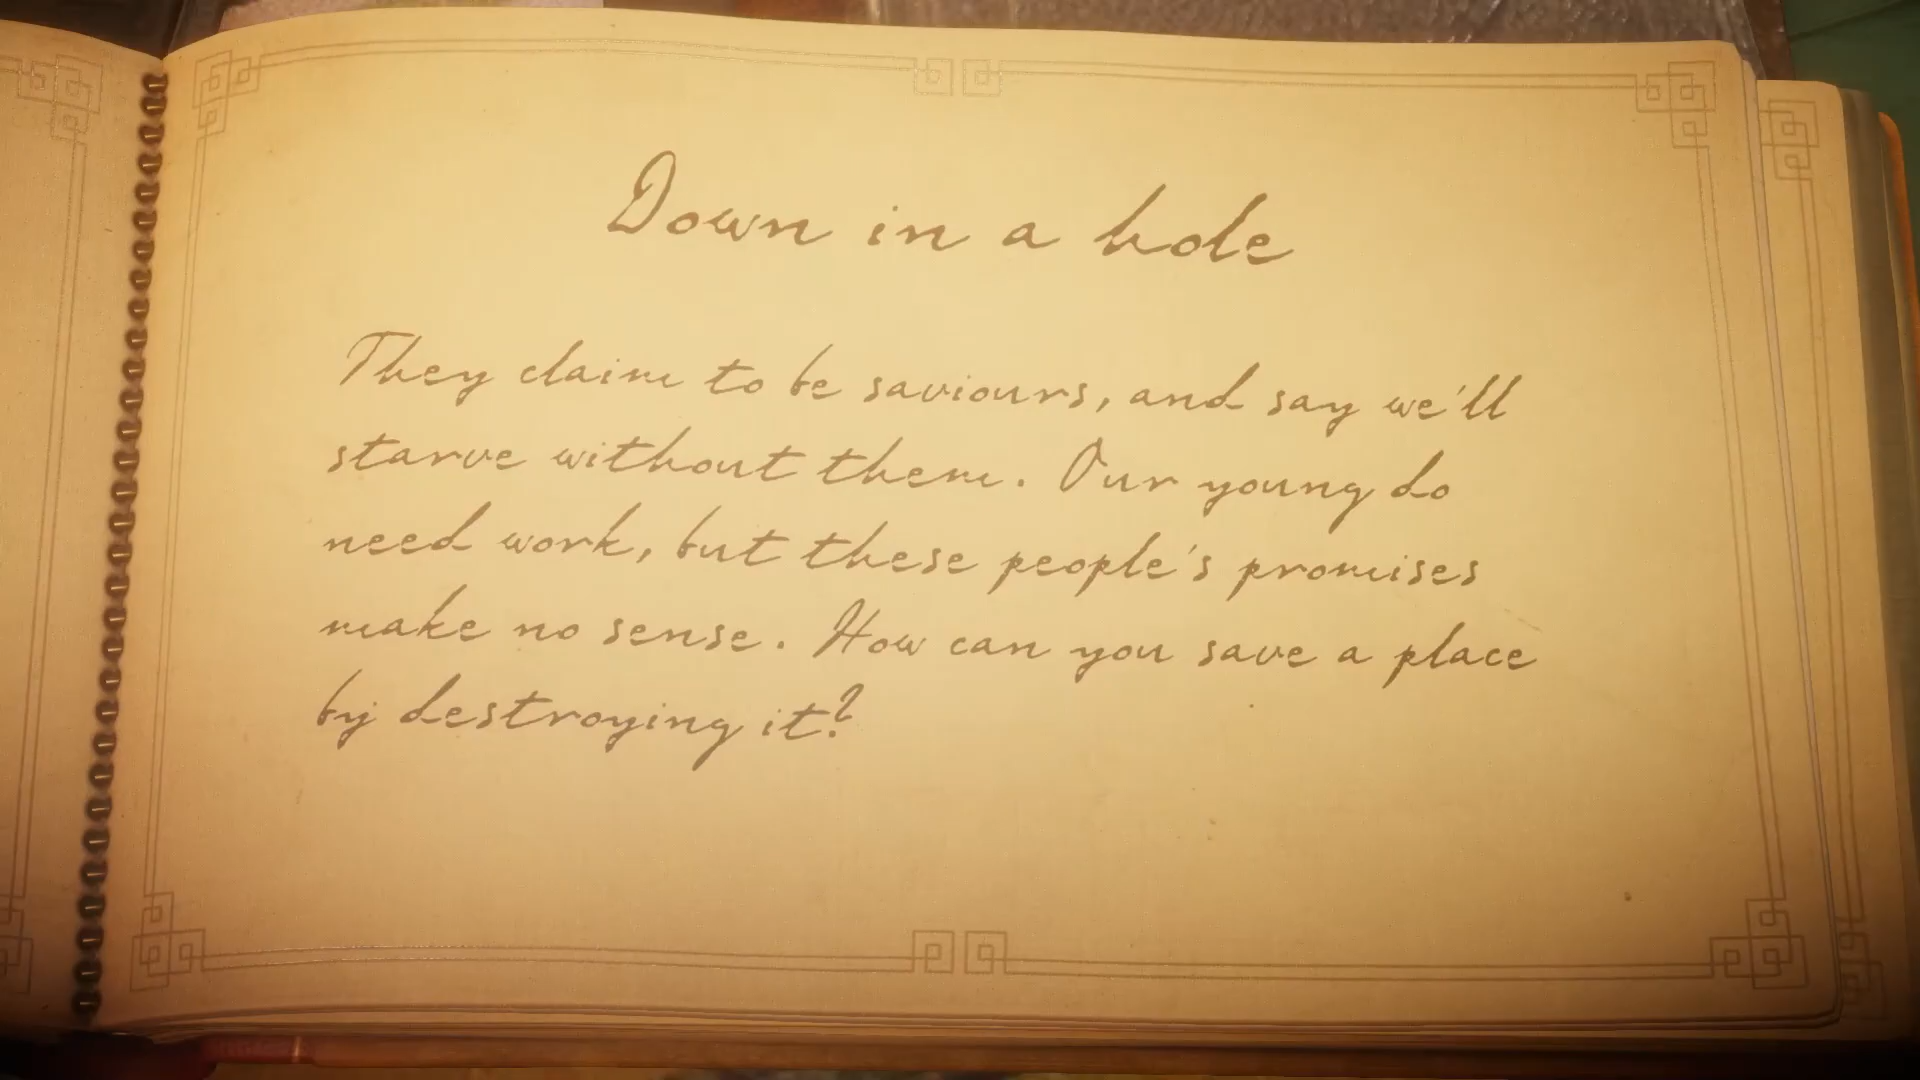 Down in a hole
They claim to be saviours, and say we'll
starve without them. Our young do
need work, but these people's promises
make no sense. How can you save a place
by destroying it?